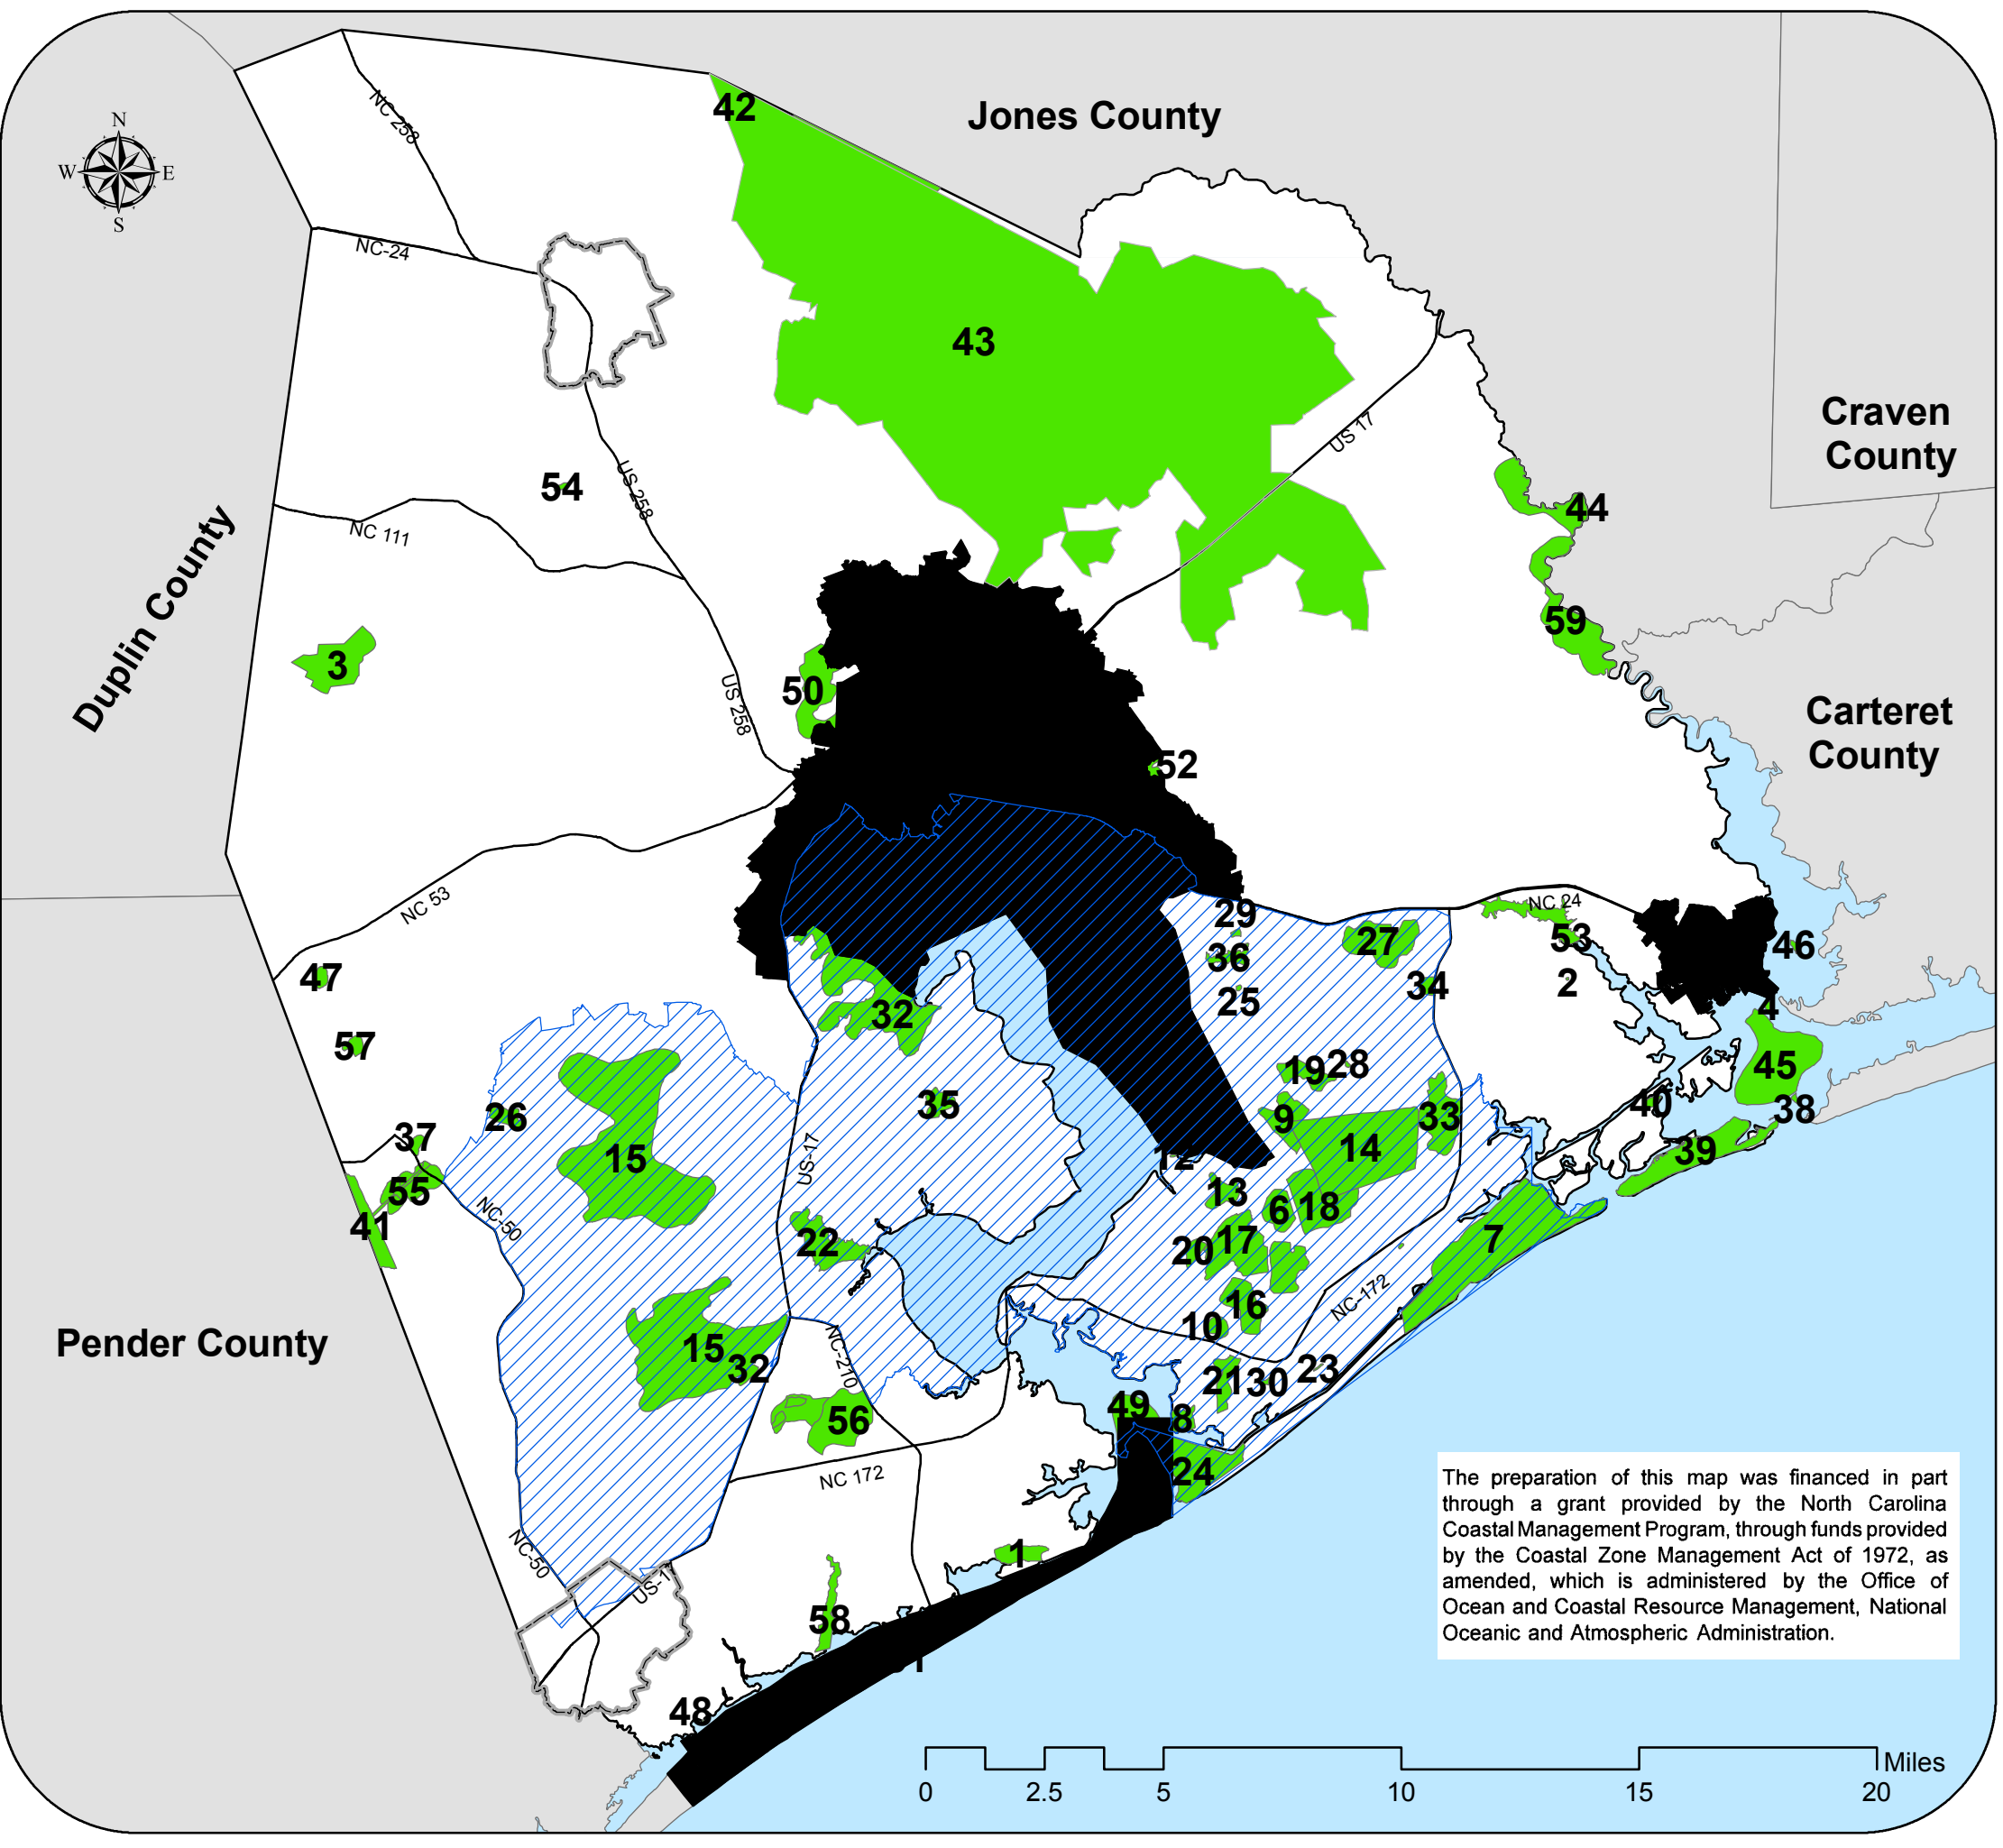 42
Jones County
NC 258
N
W
E
S
NC-24
43
Craven
County
US 17
54
US 258
44
NC 111
Duplin County
59
3
50
US 258
Carteret
County
52
NC 53
29
NC 24
27
53
46
36
47
34
2
25
4
32
57
19
28
45
35
40
38
26
9
33
37
14
39
15
12
US-17
55
13
6
18
NC-50
41
17
7
22
20
16
NC-172
10
Pender County
15
NC-210
32
23
21
30
49
8
56
24
NC 172
The preparation of this map was financed in part
through a grant provided by the North Carolina
Coastal Management Program, through funds provided
by the Coastal Zone Management Act of 1972, as
amended, which is administered by the Office of
Ocean and Coastal Resource Management, National
Oceanic and Atmospheric Administration.
NC-50
1
58
48
Miles
0
2.5
5
10
15
20